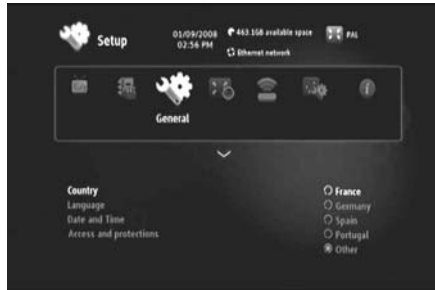 Setup
01/09/2008
02:56 PM
463.1GB available space
Ethernet network
PAL
General
Country
Language
Date and Time
Access and protections
France
Germany
Spain
Portugal
Other